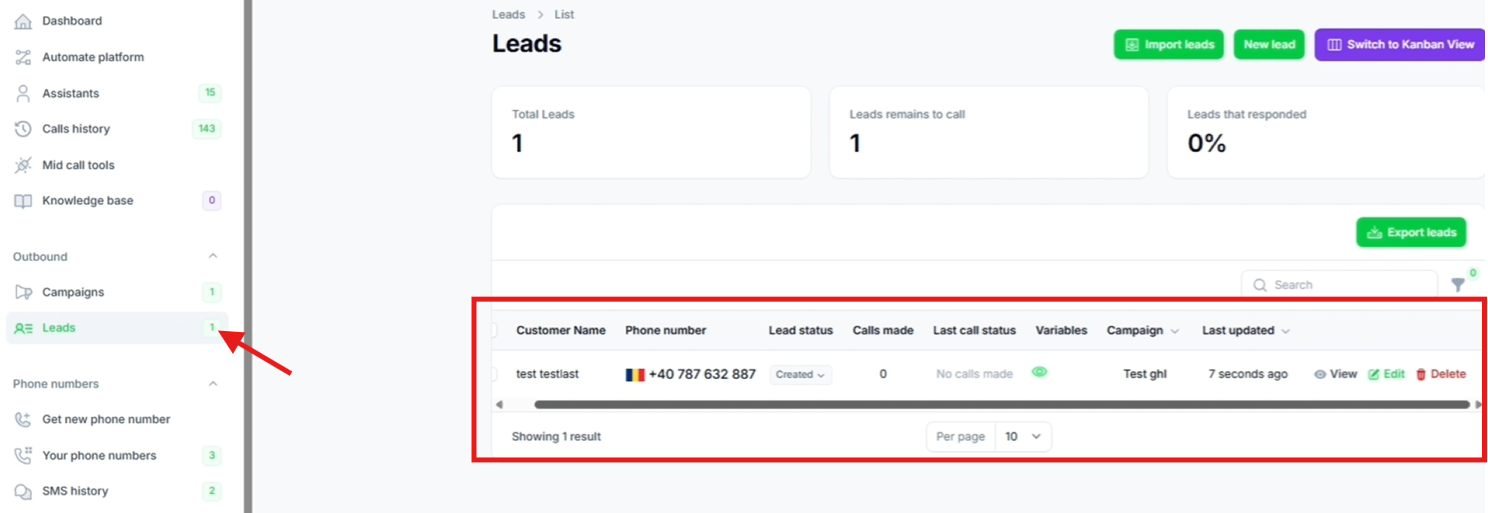 Dashboard
Automate platform
Assistants 15
Calls history 143
Mid call tools
Knowledge base 0
Outbound
Campaigns 1
Leads 1
Phone numbers
Get new phone number
Your phone numbers 3
SMS history 2
Leads > List
Leads
Import leads New lead Switch to Kanban View
Total Leads
1
Leads remains to call
1
Leads that responded
0%
Export leads
Search 0
Customer Name Phone number Lead status Calls made Last call status Variables Campaign Last updated
test testlast +40 787 632 887 Created 0 No calls made Test ghl 7 seconds ago View Edit Delete
Showing 1 result Per page 10